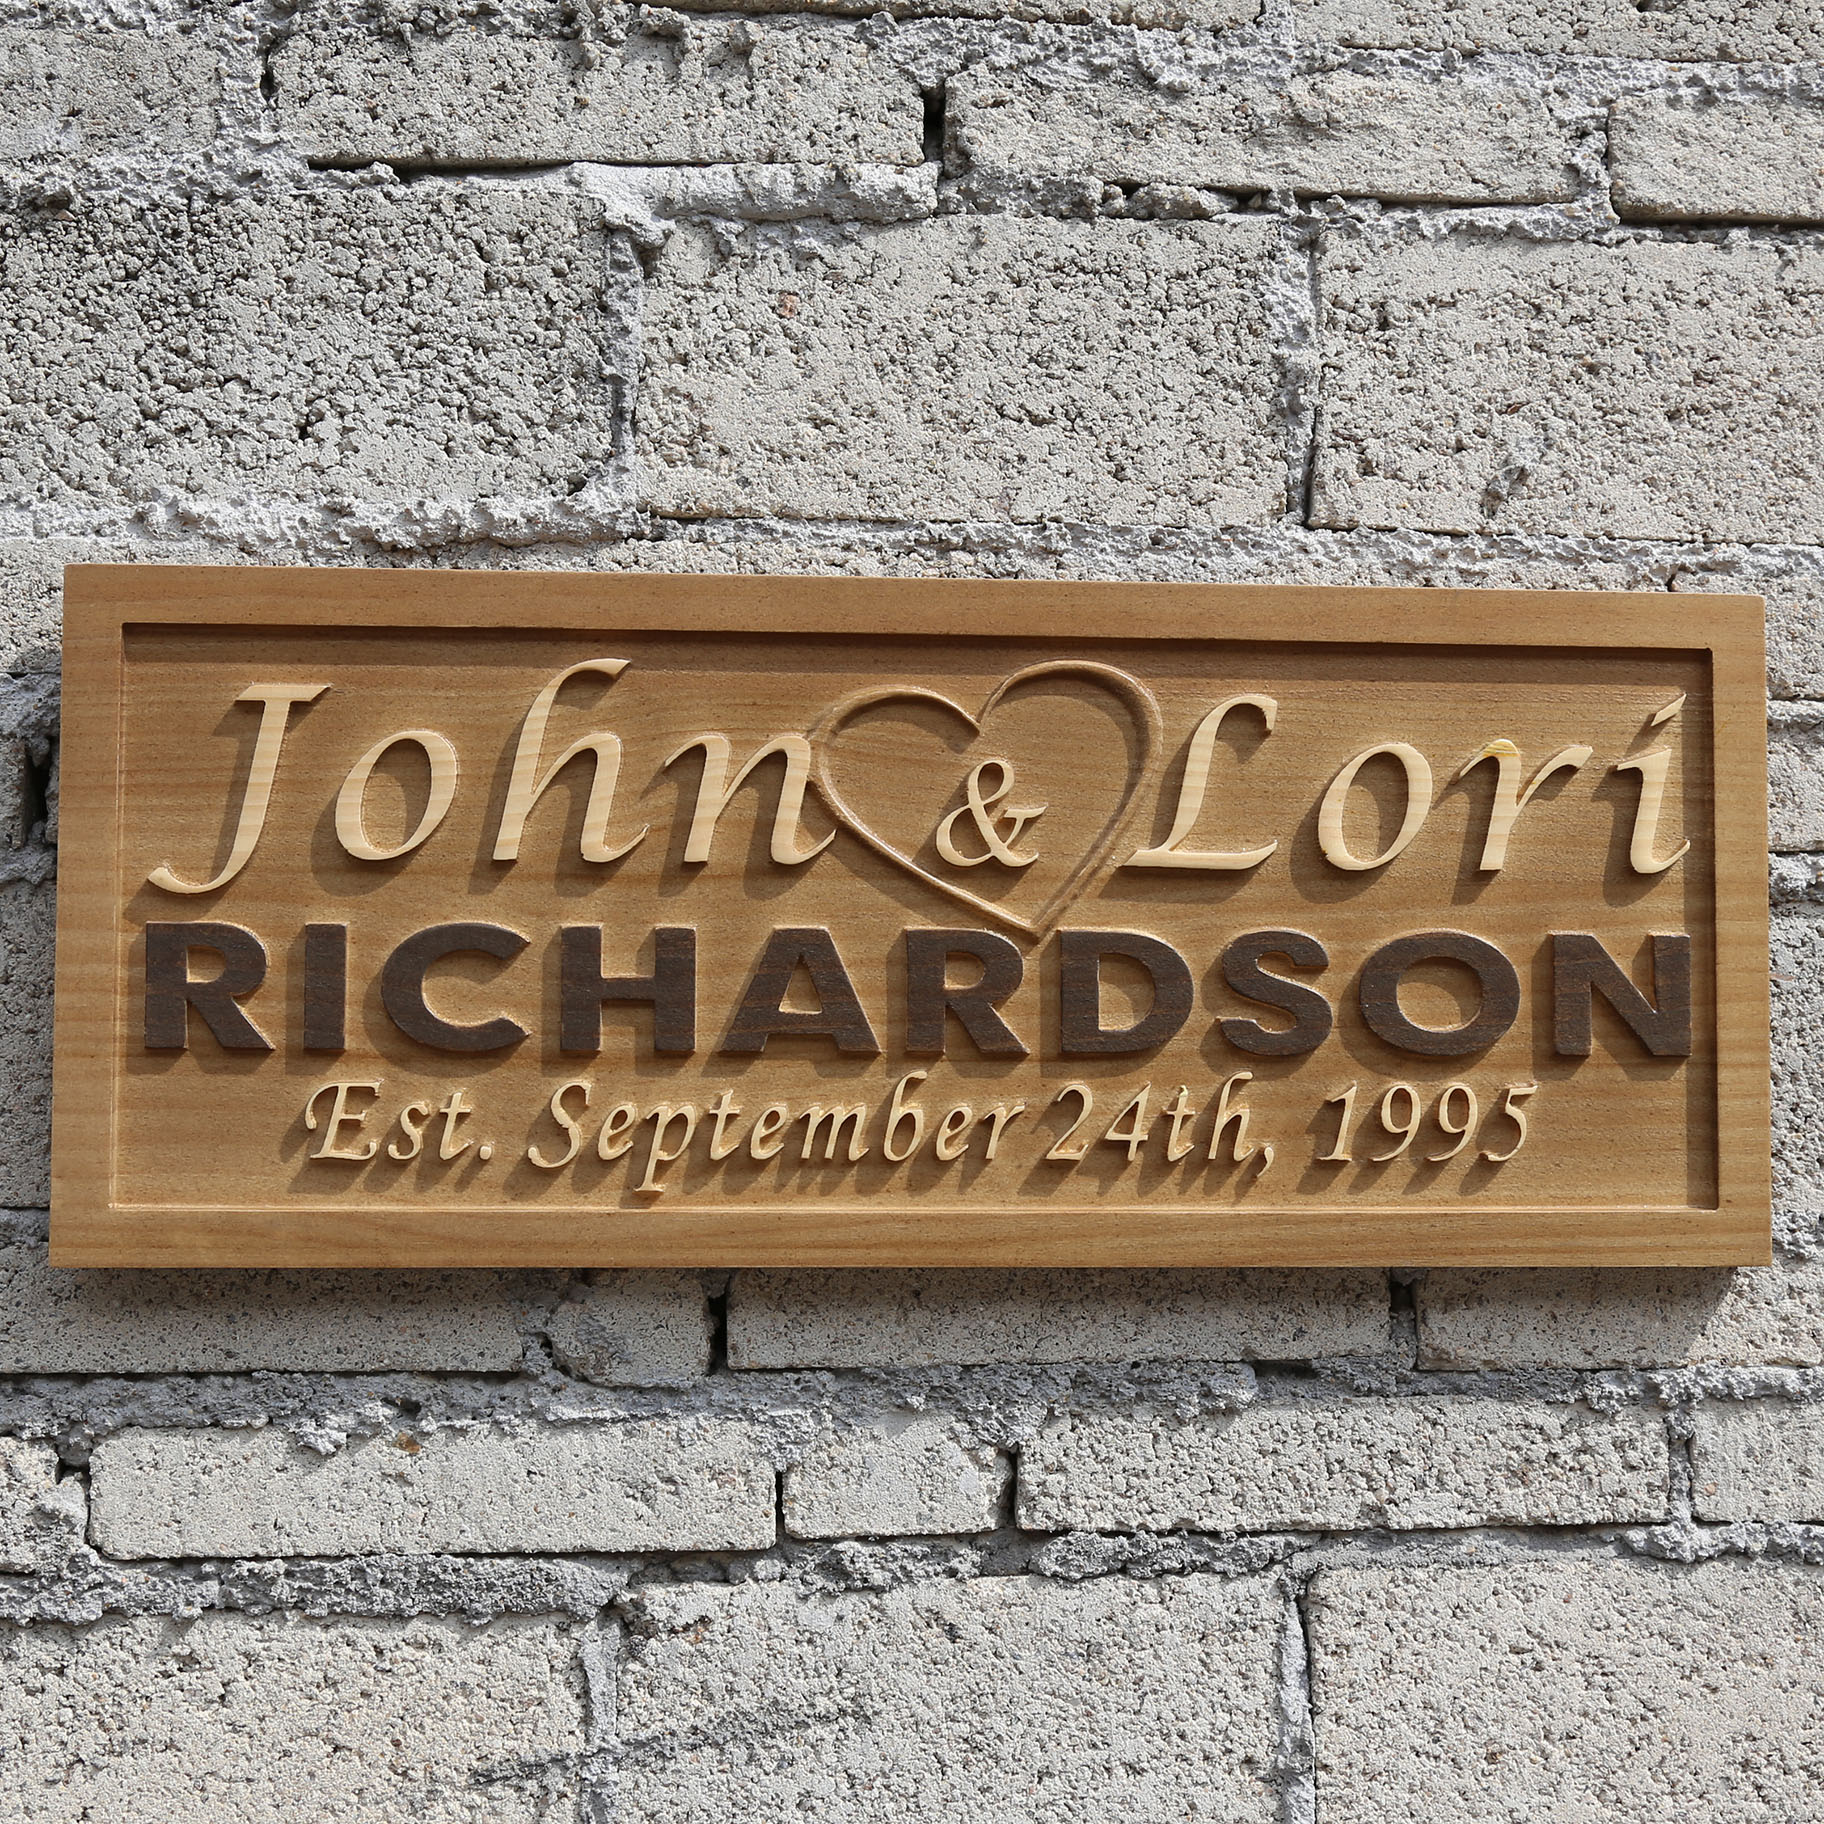 John & Lori
RICHARDSON
Est. September 24th, 1995